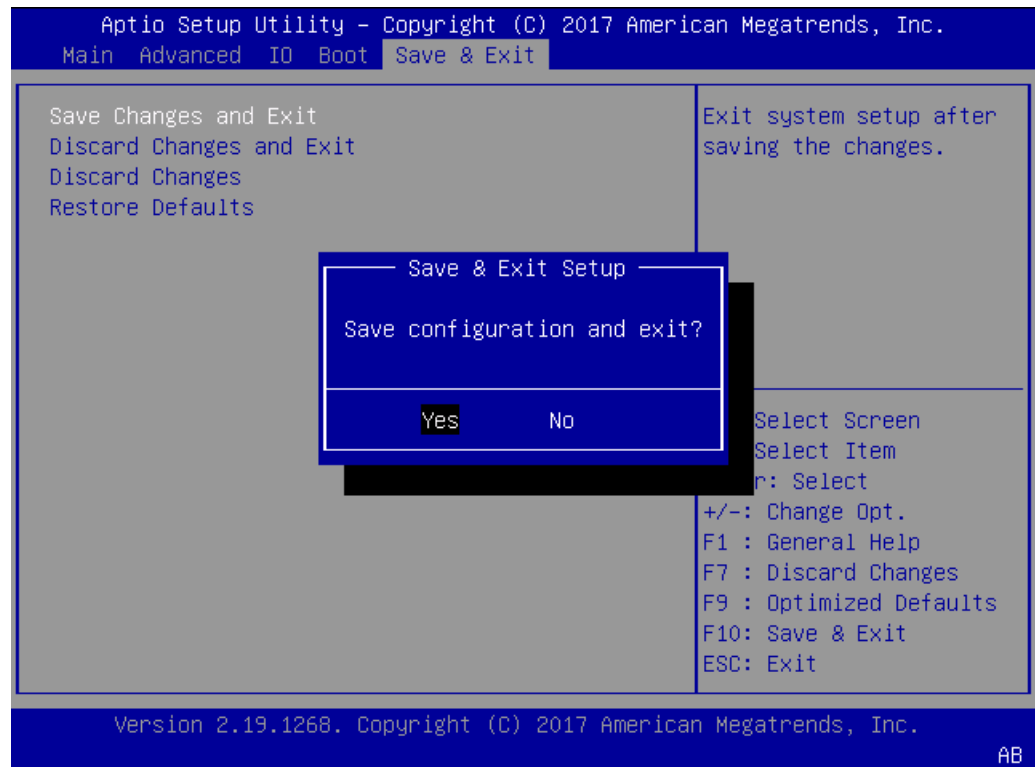 Aptio Setup Utility – Copyright (C) 2017 American Megatrends, Inc.
Main Advanced IO Boot Save & Exit
Save Changes and Exit
Discard Changes and Exit
Discard Changes
Restore Defaults
Exit system setup after
saving the changes.
Save & Exit Setup
Save configuration and exit?
Yes No
Select Screen
Select Item
r: Select
+/-: Change Opt.
F1 : General Help
F7 : Discard Changes
F9 : Optimized Defaults
F10: Save & Exit
ESC: Exit
Version 2.19.1268. Copyright (C) 2017 American Megatrends, Inc.
AB